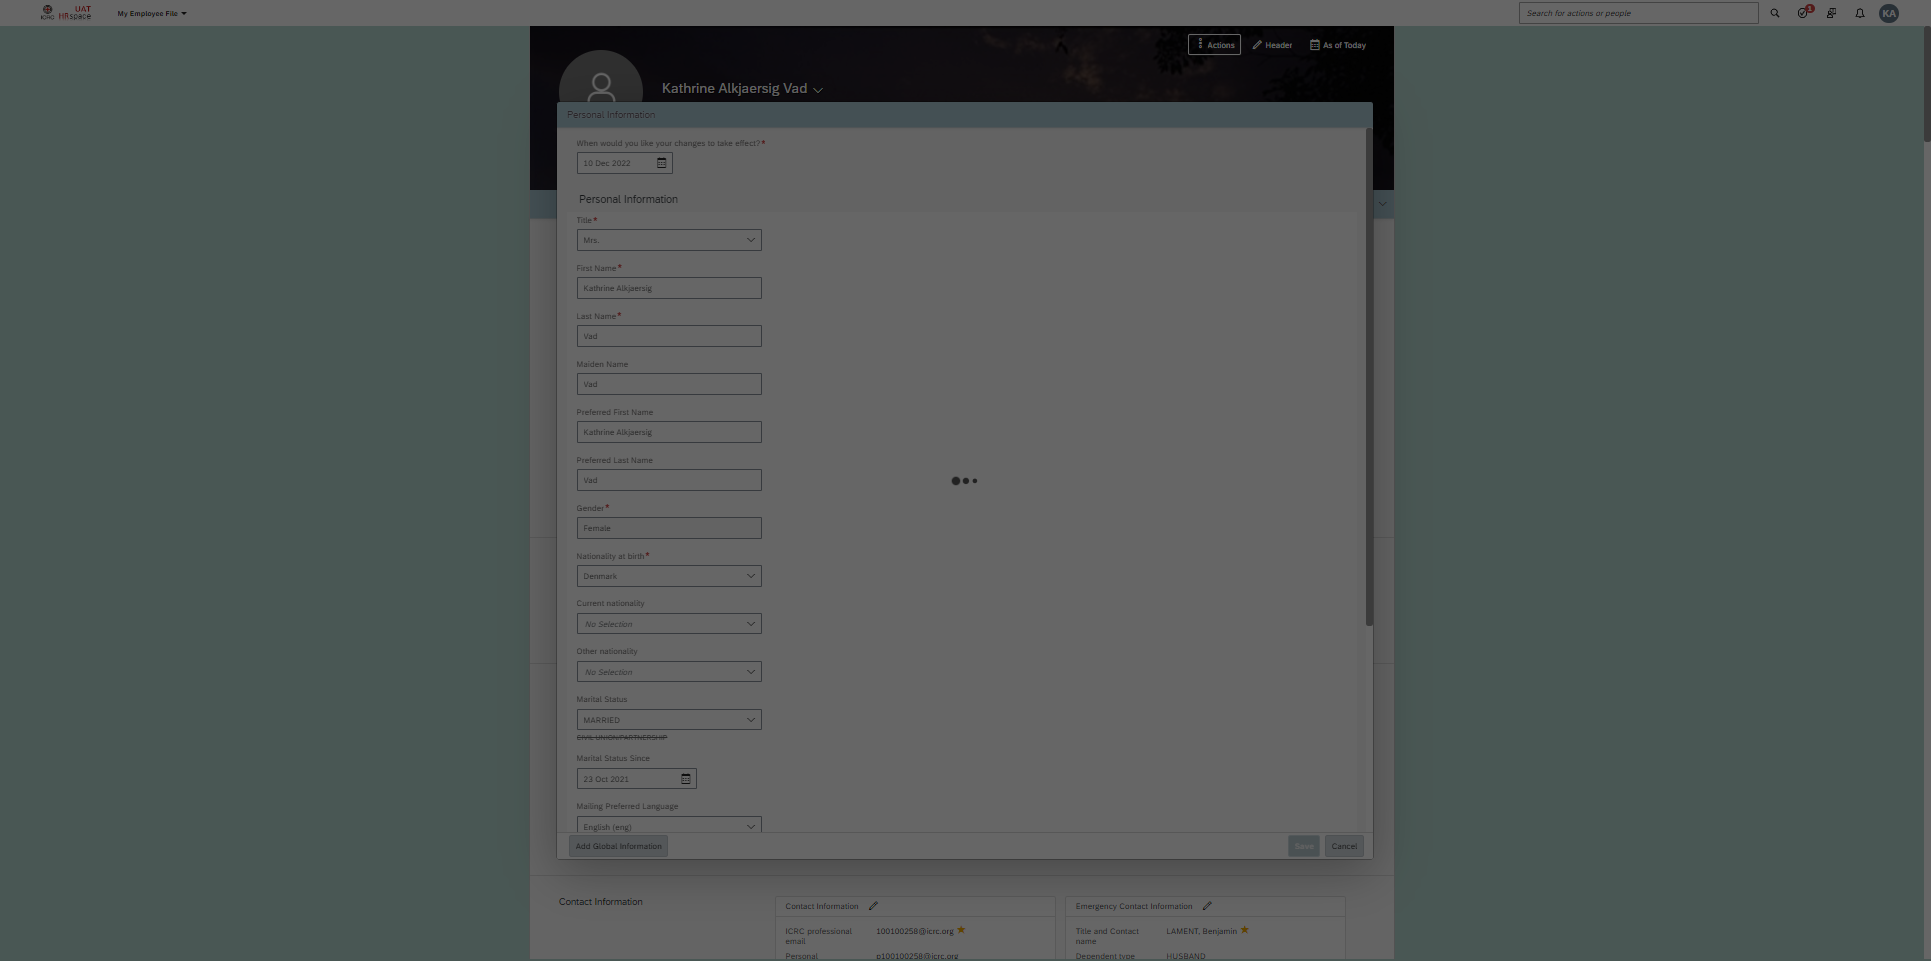 ICRC
UAT
HRspace
My Employee File
Search for actions or people
1
KA
Actions
Header
As of Today
Kathrine Alkjaersig Vad
Personal Information
When would you like your changes to take effect?*
10 Dec 2022
Personal Information
Title*
Mrs.
First Name*
Kathrine Alkjaersig
Last Name*
Vad
Maiden Name
Vad
Preferred First Name
Kathrine Alkjaersig
Preferred Last Name
Vad
Gender*
Female
Nationality at birth*
Denmark
Current nationality
No Selection
Other nationality
No Selection
Marital Status
MARRIED
CIVIL UNION/PARTNERSHIP
Marital Status Since
23 Oct 2021
Mailing Preferred Language
English (eng)
Add Global Information
Save
Cancel
Contact Information
Contact Information
ICRC professional email
100100258@icrc.org
Personal
p100100258@icrc.org
Emergency Contact Information
Title and Contact name
LAMENT, Benjamin
Dependent type
HUSBAND